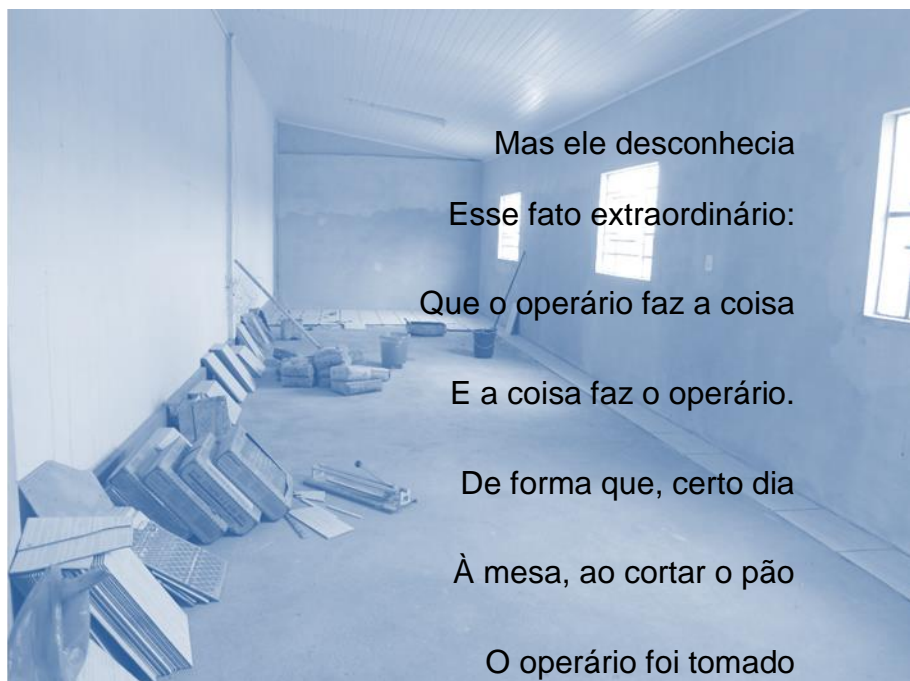 Mas ele desconhecia
Esse fato extraordinário:
Que o operário faz a coisa
E a coisa faz o operário.
De forma que, certo dia
À mesa, ao cortar o pão
O operário foi tomado